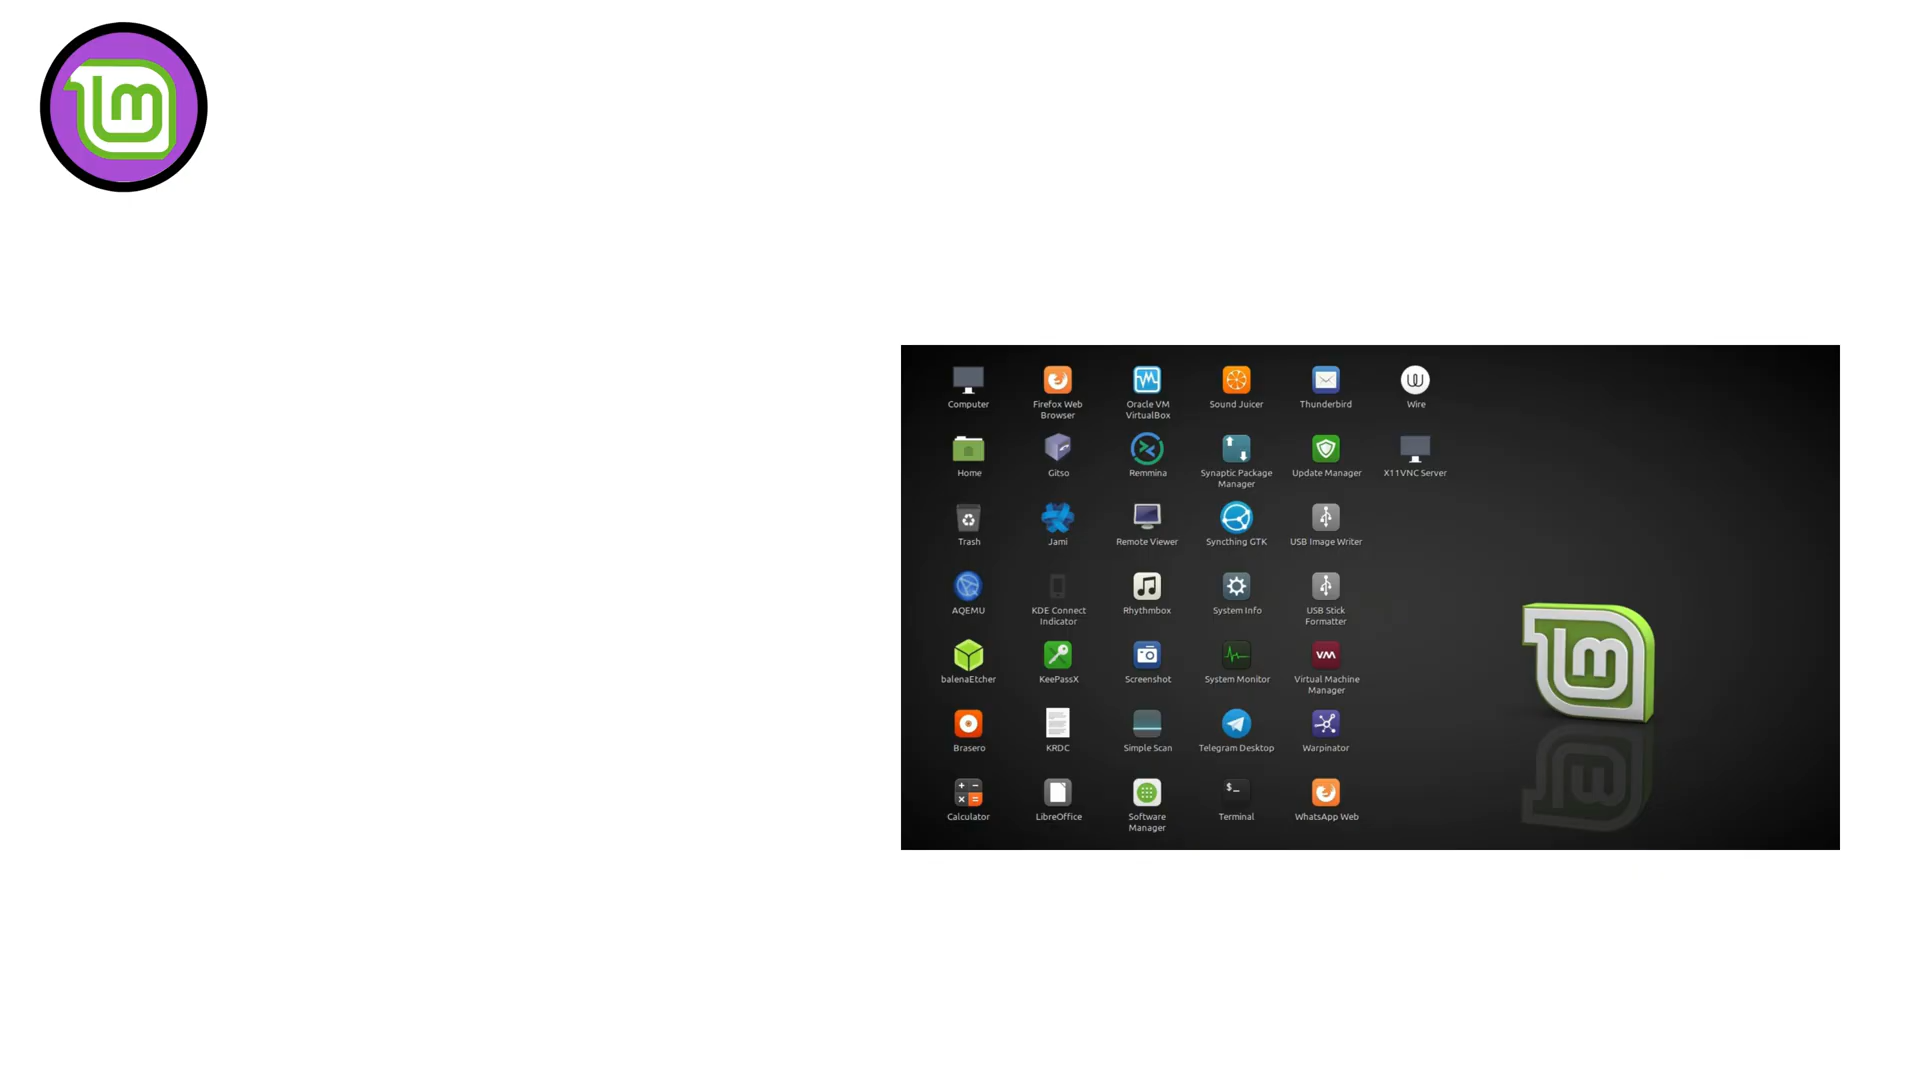 lm
Computer
Firefox Web
Browser
Oracle VM
VirtualBox
Sound Juicer
Thunderbird
Wire
Home
Gitso
Remmina
Synaptic Package
Manager
Update Manager
X11VNC Server
Trash
Jami
Remote Viewer
Syncthing GTK
USB Image Writer
AQEMU
KDE Connect
Indicator
Rhythmbox
System Info
USB Stick
Formatter
balenaEtcher
KeePassX
Screenshot
System Monitor
VM
Virtual Machine
Manager
lm
Brasero
KRDC
Simple Scan
Telegram Desktop
Warpinator
Calculator
LibreOffice
Software
Manager
$_
Terminal
WhatsApp Web